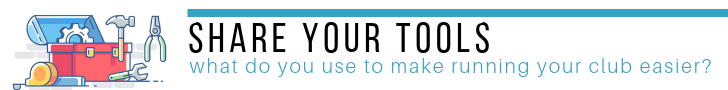 SHARE YOUR TOOLS
what do you use to make running your club easier?